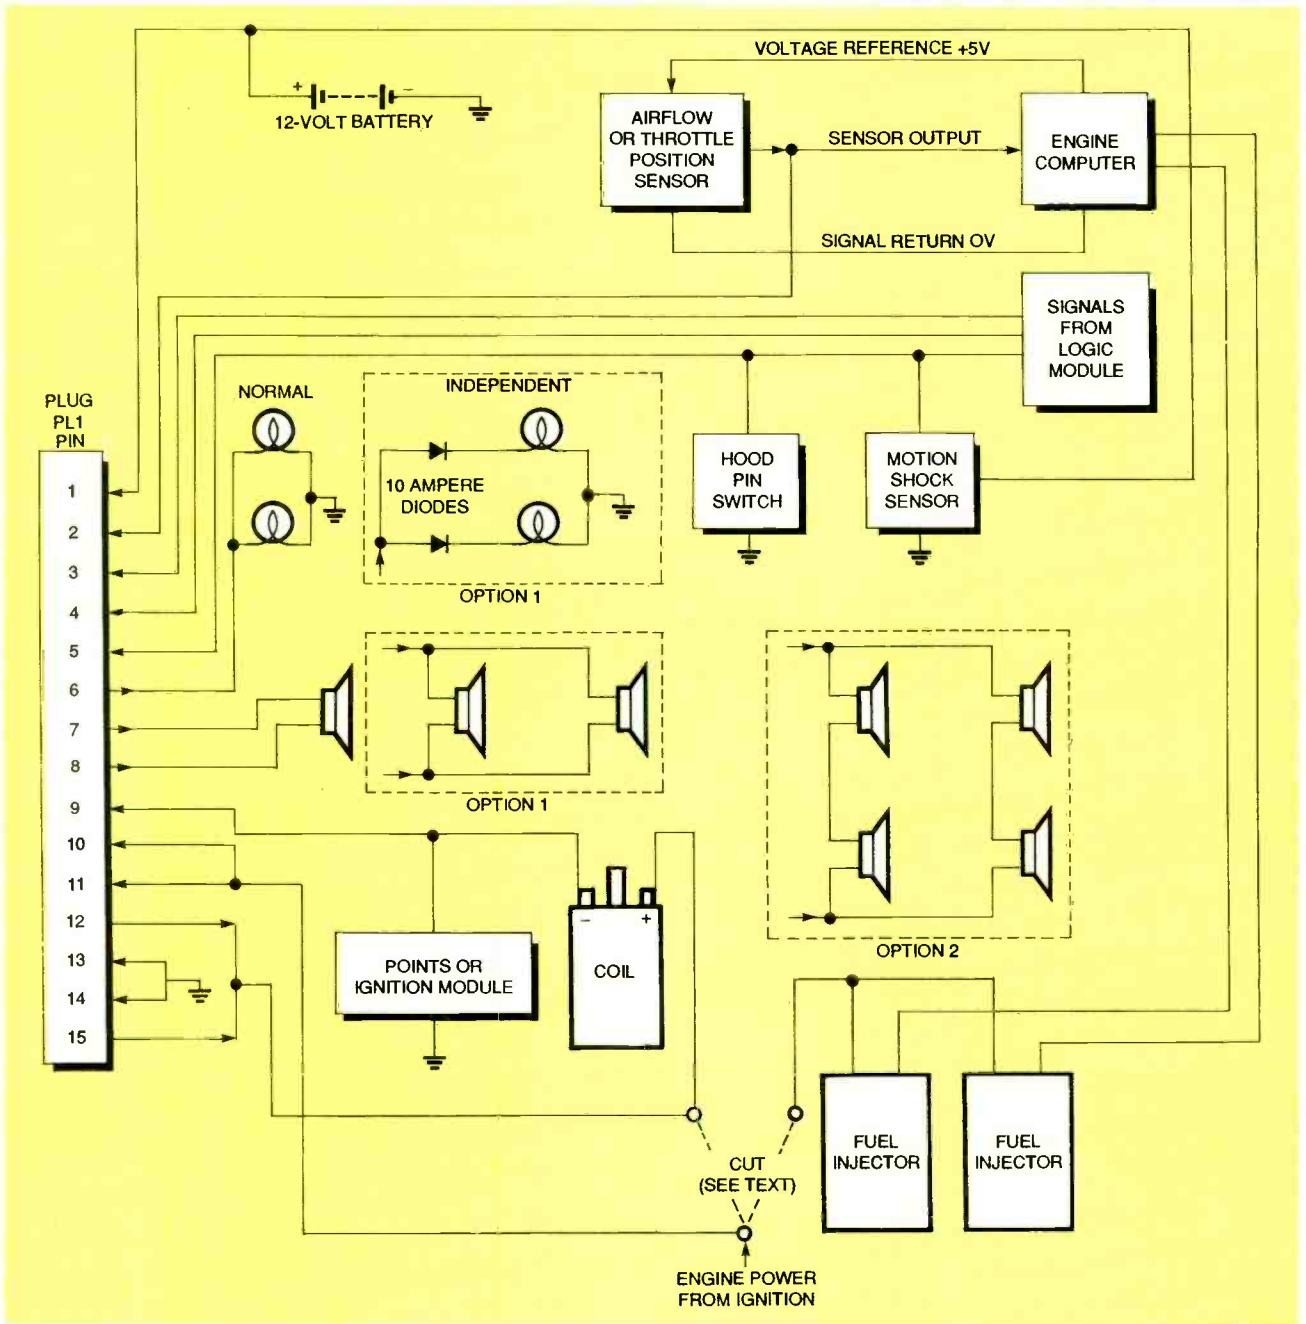 VOLTAGE REFERENCE +5V
+
−
12-VOLT BATTERY
AIRFLOW
OR THROTTLE
POSITION
SENSOR
SENSOR OUTPUT
ENGINE
COMPUTER
SIGNAL RETURN OV
SIGNALS
FROM
LOGIC
MODULE
PLUG
PL1
PIN
NORMAL
INDEPENDENT
10 AMPERE
DIODES
OPTION 1
HOOD
PIN
SWITCH
MOTION
SHOCK
SENSOR
1
2
3
4
5
6
7
8
9
10
11
12
13
14
15
OPTION 1
OPTION 2
POINTS OR
IGNITION MODULE
−
+
COIL
CUT
(SEE TEXT)
FUEL
INJECTOR
FUEL
INJECTOR
ENGINE POWER
FROM IGNITION